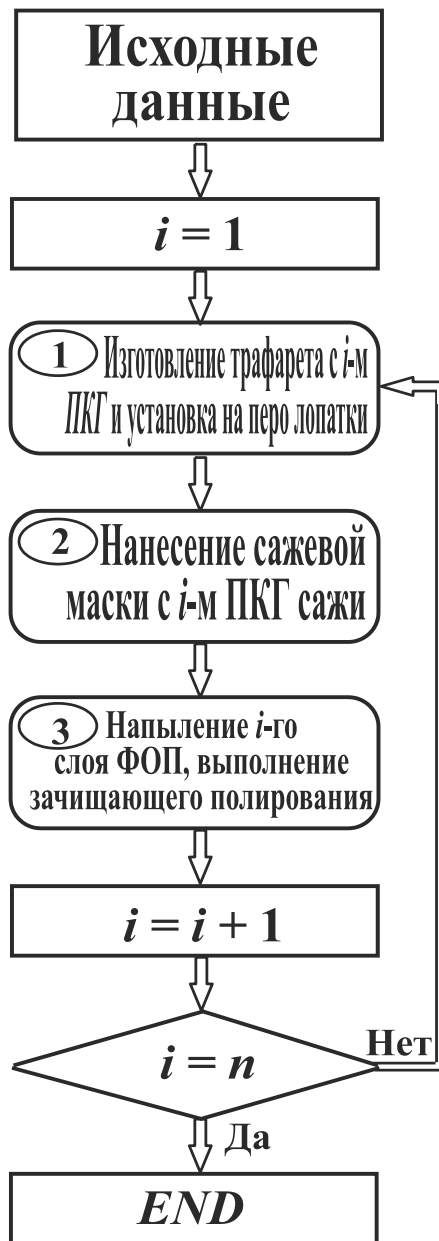 Исходные
данные
i = 1
1 Изготовление трафарета с i-м
ПКГ и установка на перо лопатки
2 Нанесение сажевой
маски с i-м ПКГ сажи
3 Напыление i-го
слоя ФОП, выполнение
зачищающего полирования
i = i + 1
i = n
Нет
Да
END